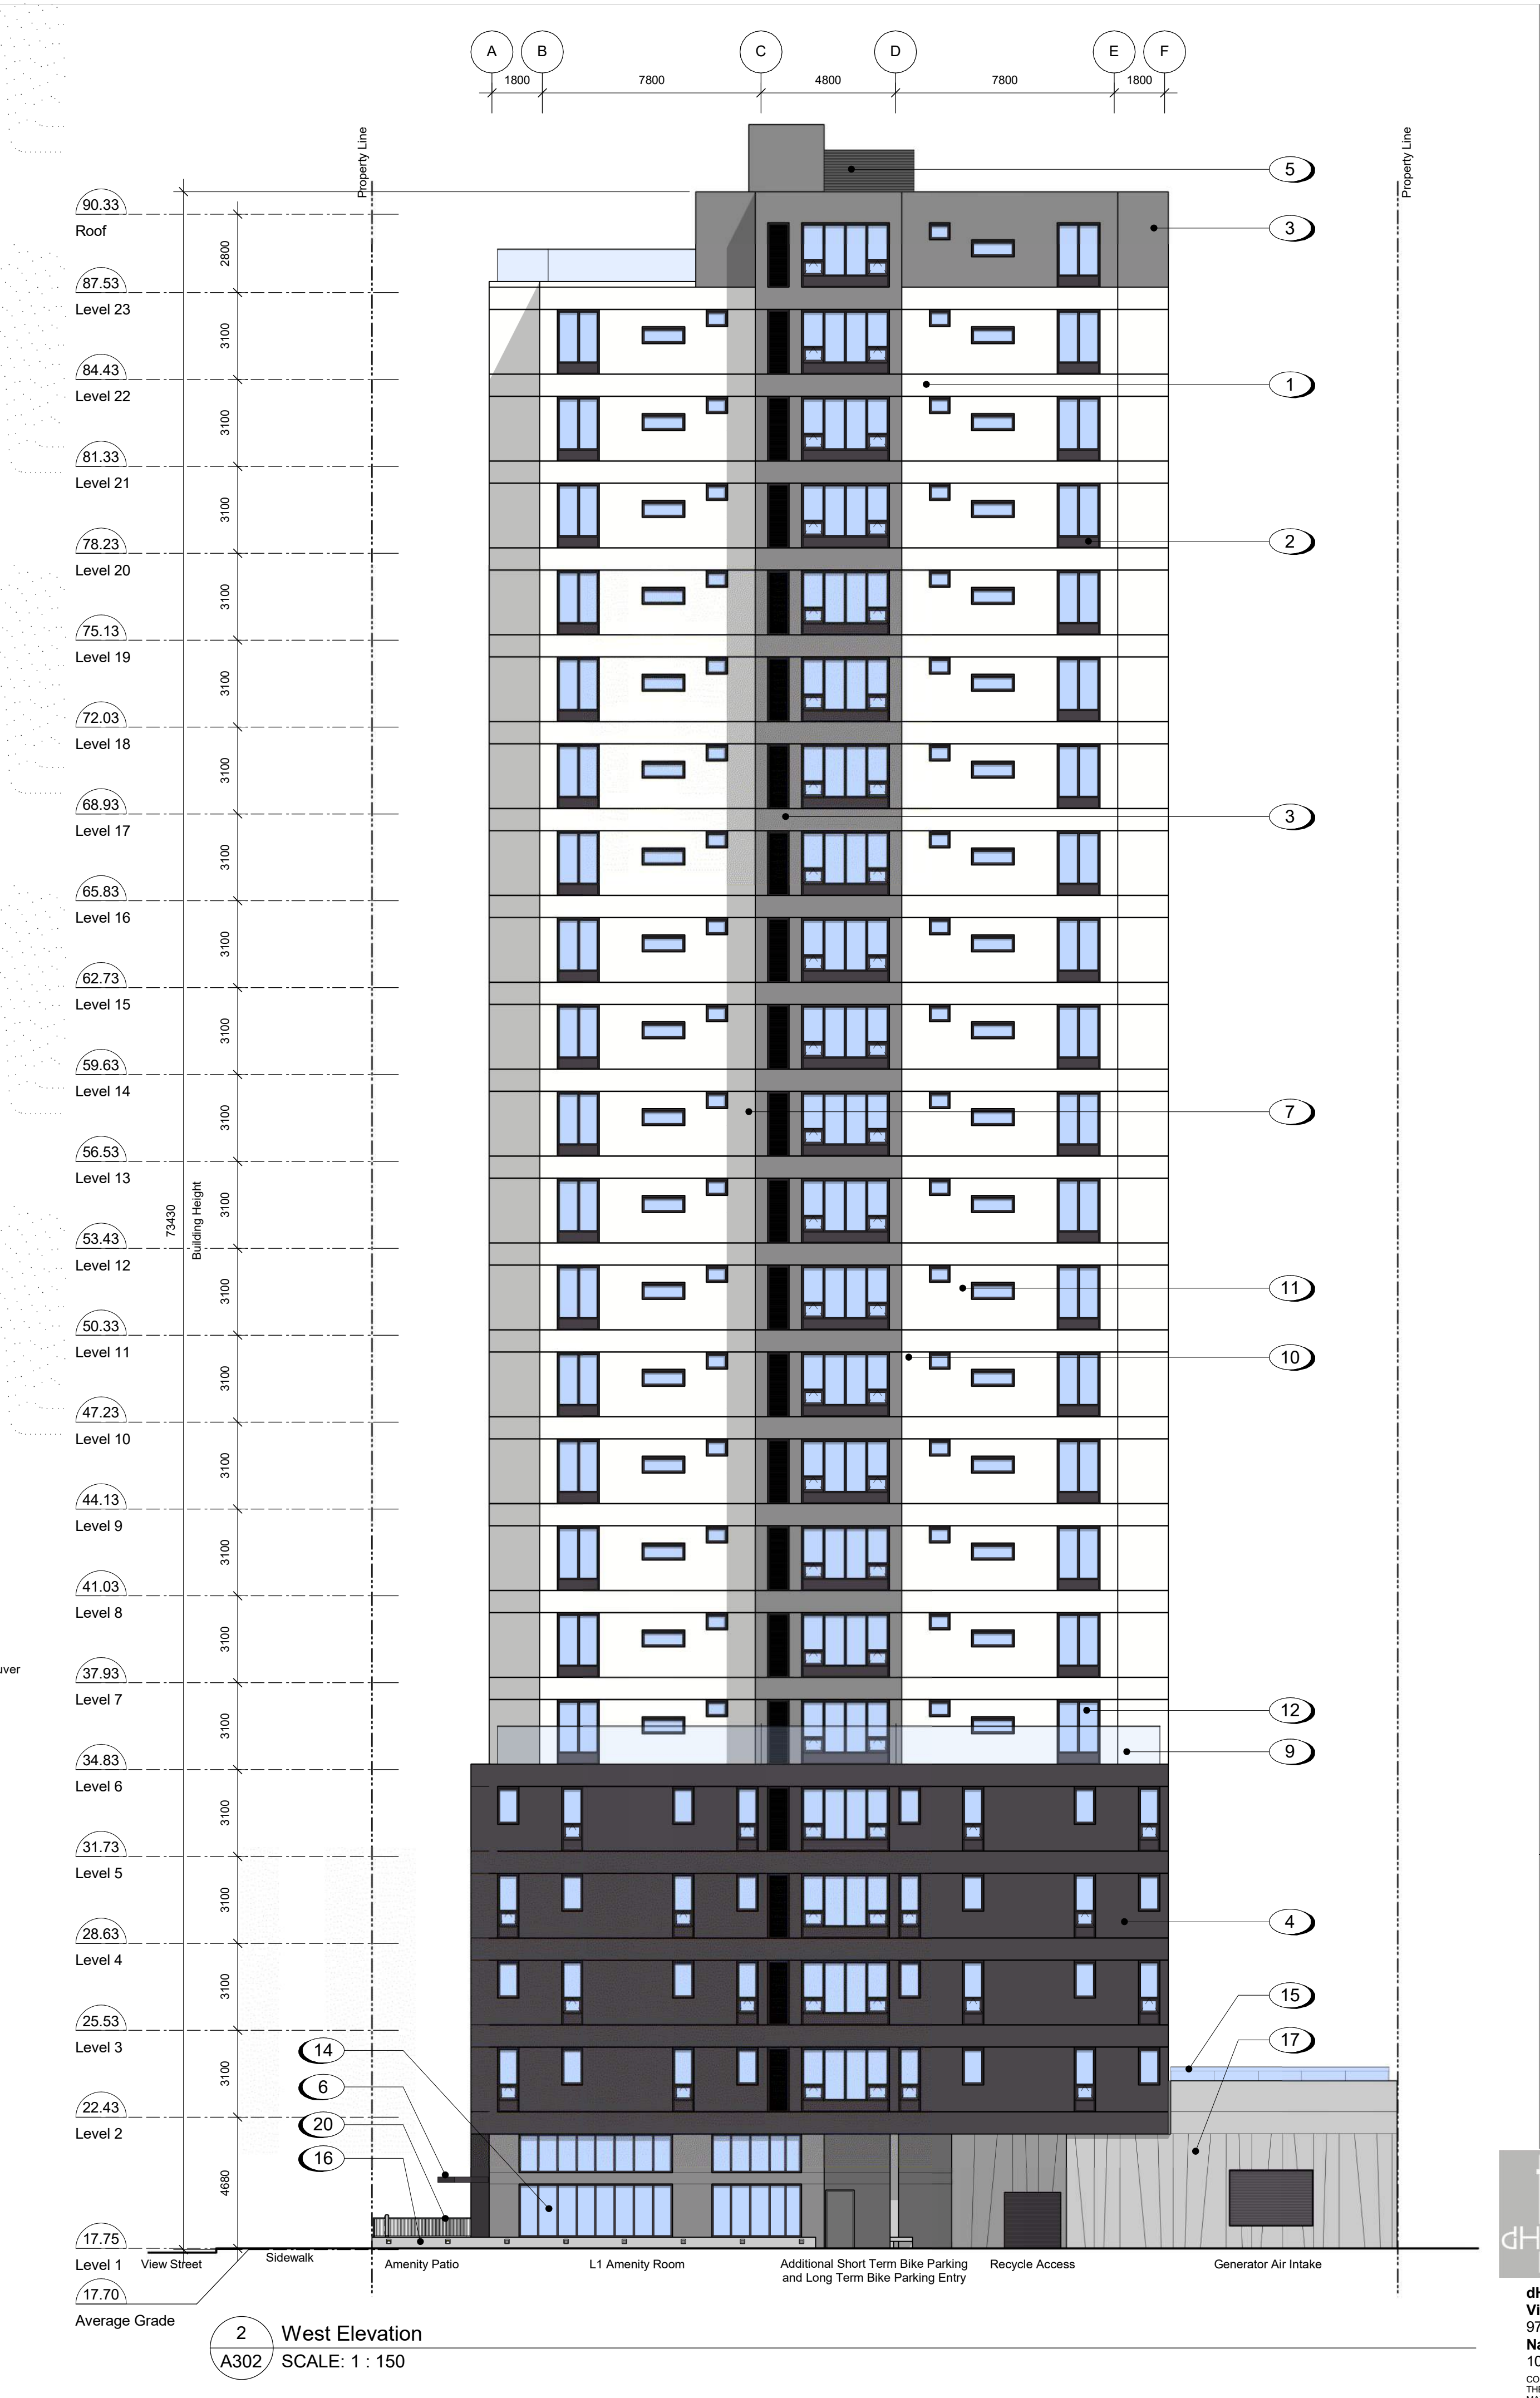 A B C D E F
1800 7800 4800 7800 1800
Property Line
Property Line
5
90.33
Roof
3
2800
87.53
Level 23
3100
84.43
Level 22
1
3100
81.33
Level 21
3100
78.23
Level 20
2
3100
75.13
Level 19
3100
72.03
Level 18
3100
68.93
Level 17
3
3100
65.83
Level 16
3100
62.73
Level 15
3100
59.63
Level 14
7
3100
56.53
Level 13
3100
73430
Building Height
53.43
Level 12
11
3100
50.33
Level 11
10
3100
47.23
Level 10
3100
44.13
Level 9
3100
41.03
Level 8
3100
37.93
Level 7
12
3100
34.83
Level 6
9
3100
31.73
Level 5
3100
4
28.63
Level 4
3100
15
25.53
Level 3
17
14
3100
6
22.43
Level 2
20
16
4680
17.75
Level 1
View Street
Sidewalk
Amenity Patio
L1 Amenity Room
Additional Short Term Bike Parking
and Long Term Bike Parking Entry
Recycle Access
Generator Air Intake
17.70
Average Grade
2 West Elevation
A302 SCALE: 1 : 150
uver
dH
dH
Vi
97
Na
10
CO